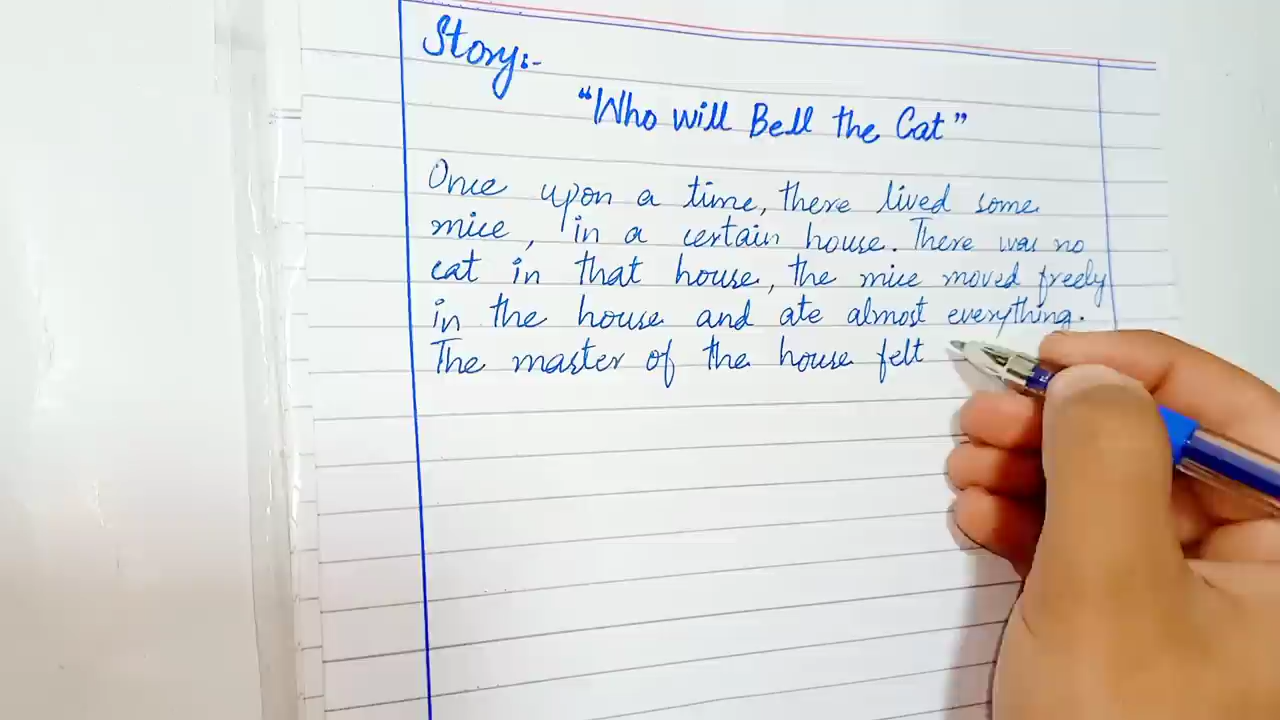 Story:-
"Who will Bell the Cat"
Once upon a time, there lived some
mice, in a certain house. There was no
cat in that house, the mice moved freely
in the house and ate almost everything.
The master of the house felt